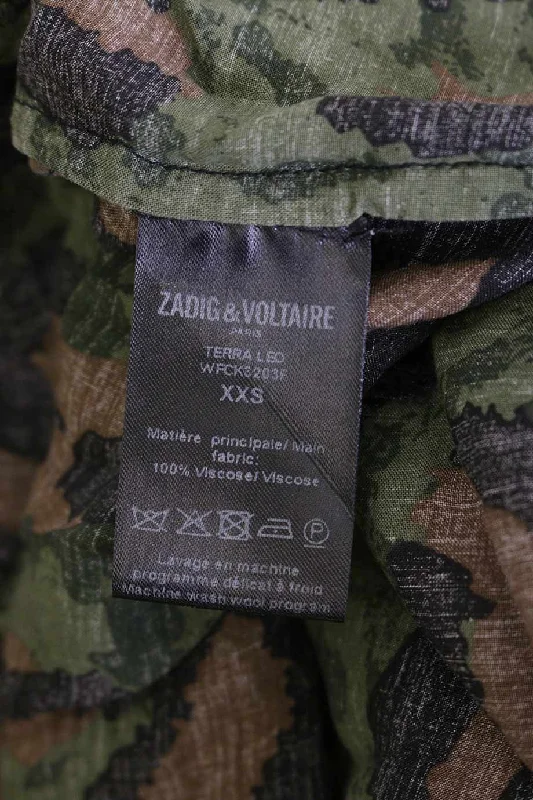 ZADIG & VOLTAIRE
PARIS
TERRA LEO
WFCK3203F
XXS
Matière principale/ Main
fabric:
100% Viscose/ Viscose
Lavage en machine
programme délicat à froid
Machine wash wool program